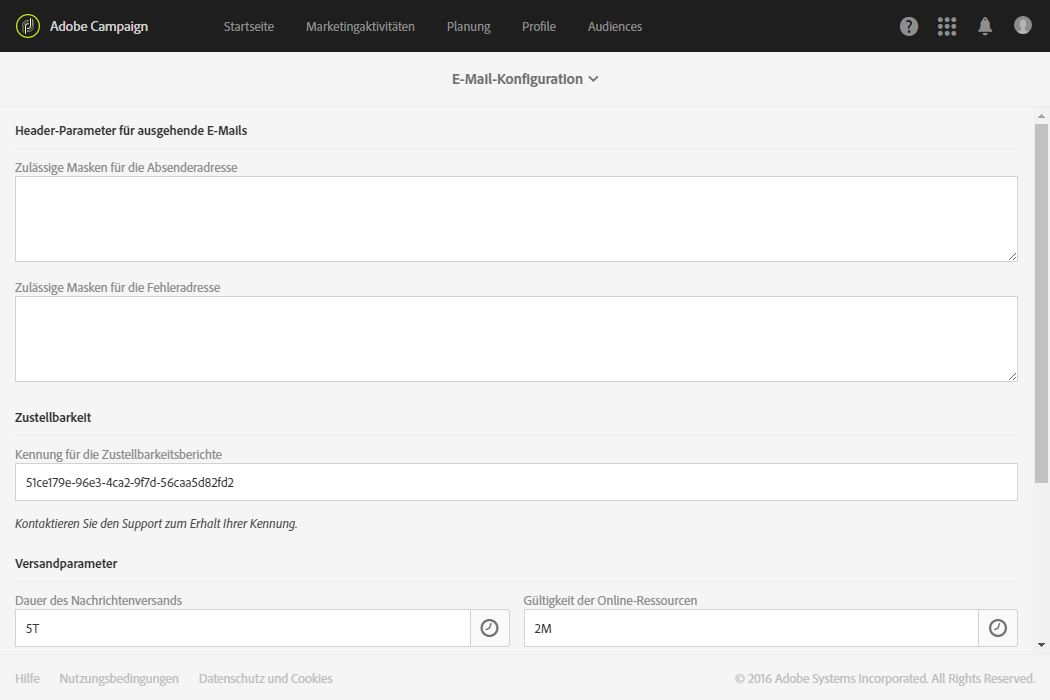 Adobe Campaign Startseite Marketingaktivitäten Planung Profile Audiences
E-Mail-Konfiguration
Header-Parameter für ausgehende E-Mails
Zulässige Masken für die Absenderadresse
Zulässige Masken für die Fehleradresse
Zustellbarkeit
Kennung für die Zustellbarkeitsberichte
51ce179e-96e3-4ca2-9f7d-56caa5d82fd2
Kontaktieren Sie den Support zum Erhalt Ihrer Kennung.
Versandparameter
Dauer des Nachrichtenversands Gültigkeit der Online-Ressourcen
5T 2M
Hilfe Nutzungsbedingungen Datenschutz und Cookies © 2016 Adobe Systems Incorporated. All Rights Reserved.